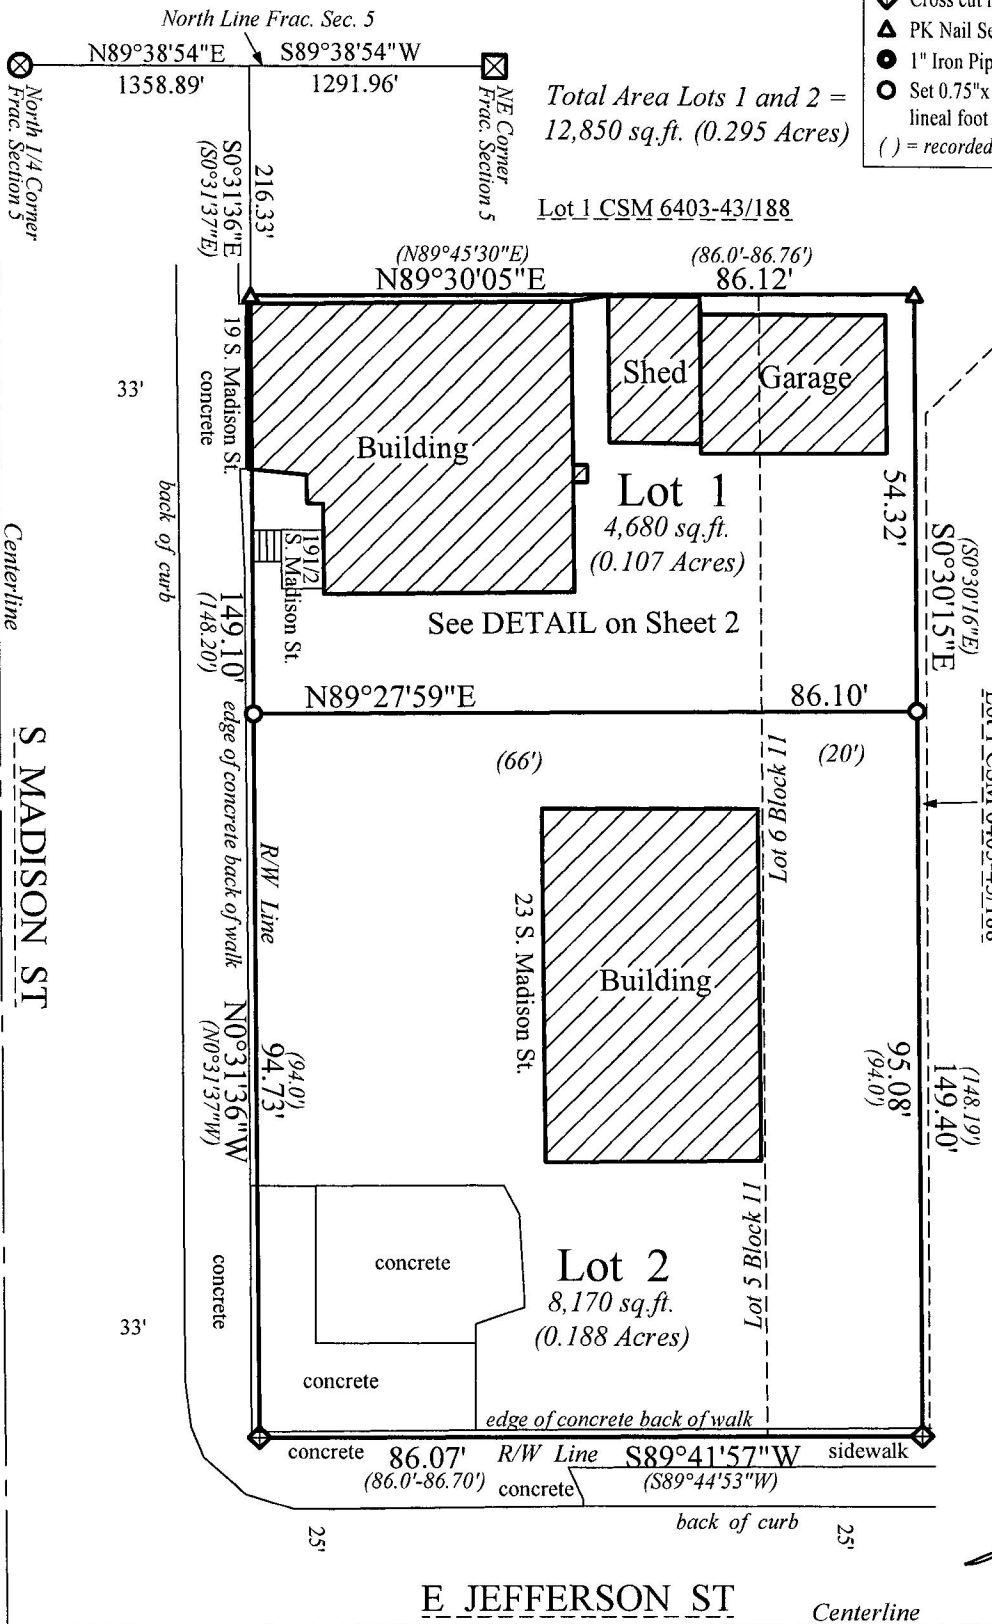 North Line Frac. Sec. 5
N89°38'54"E
S89°38'54"W
1358.89'
1291.96'
North 1/4 Corner
Frac. Section 5
NE Corner
Frac. Section 5
Total Area Lots 1 and 2 =
12,850 sq.ft. (0.295 Acres)
Cross cut
PK Nail Se
1" Iron Pip
Set 0.75"x
lineal foot
( ) = recorded
216.33'
S0°31'36"E
(S0°31'37"E)
Lot 1 CSM 6403-43/188
(N89°45'30"E)
N89°30'05"E
(86.0'-86.76')
86.12'
33'
19 S. Madison St.
concrete
Building
Shed
Garage
Lot 1
4,680 sq.ft.
(0.107 Acres)
54.32'
(S0°30'16"E)
S0°30'15"E
back of curb
191/2
S. Madison St.
See DETAIL on Sheet 2
Centerline
149.10'
(148.20')
N89°27'59"E
86.10'
(66')
(20')
Lot 6 Block 11
Lot 1 CSM 6403-43/188
S MADISON ST
edge of concrete back of walk
R/W Line
23 S. Madison St.
Building
N0°31'36"W
(N0°31'37"W)
(94.0')
94.73'
95.08'
(94.0')
(148.19')
149.40'
Lot 5 Block 11
concrete
33'
concrete
Lot 2
8,170 sq.ft.
(0.188 Acres)
concrete
edge of concrete back of walk
concrete
86.07'
R/W Line
S89°41'57"W
sidewalk
(86.0'-86.70')
concrete
(S89°44'53"W)
back of curb
25'
25'
E JEFFERSON ST
Centerline